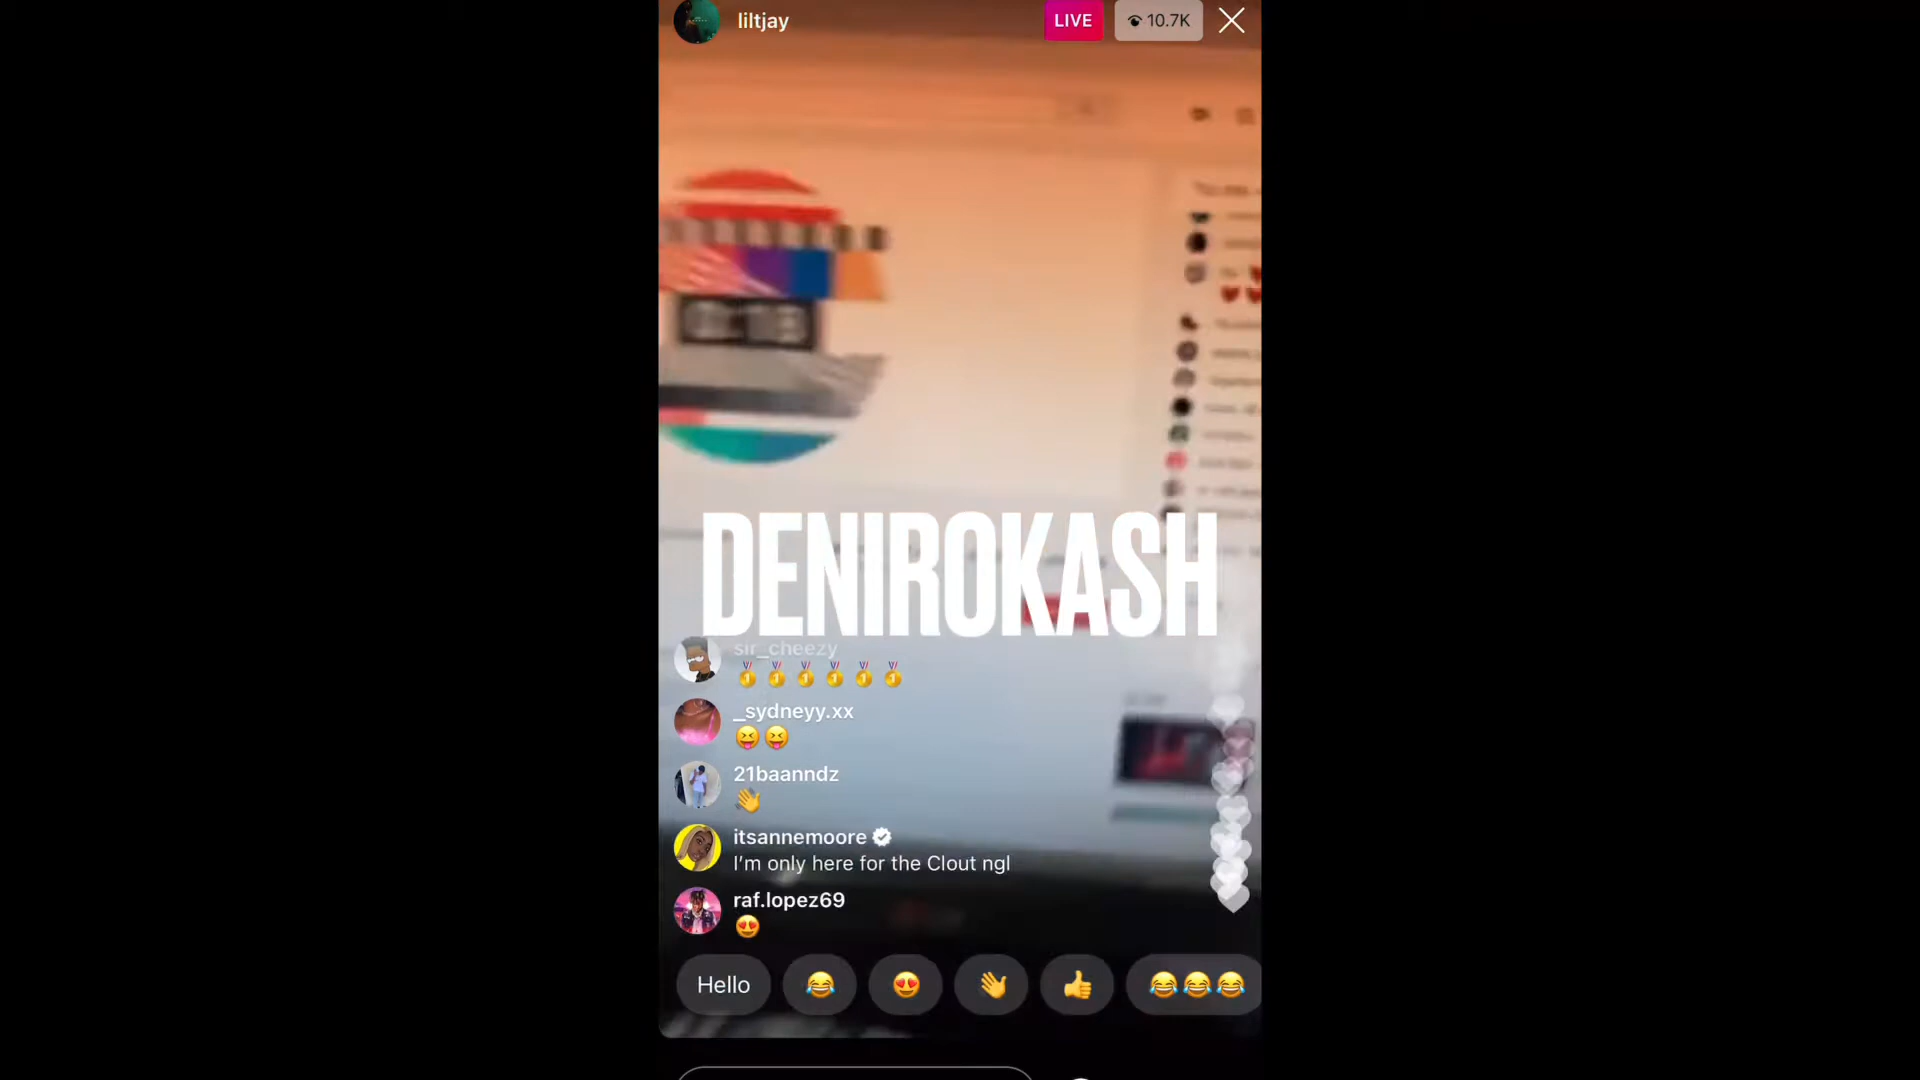 liltjay
LIVE
10.7K
DENIROKASH
sir_cheezy
🥇🥇🥇🥇🥇🥇
_sydneyy.xx
😝😝
21baanndz
👋
itsannemoore
I'm only here for the Clout ngl
raf.lopez69
😍
Hello 😂 😍 👋 👍 😂😂😂